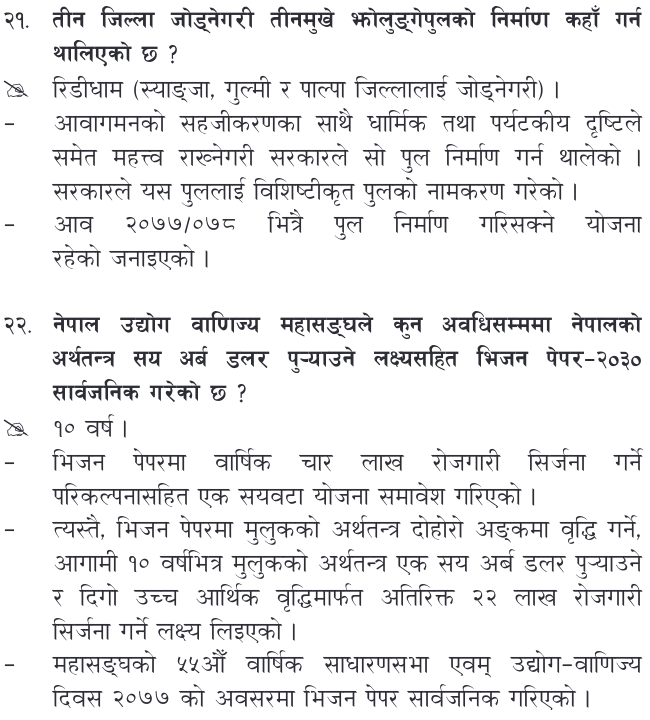 २१. तीन जिल्ला जोड्नेगरी तीनमुखे झोलुङ्गेपुलको निर्माण कहाँ गर्न
थालिएको छ ?
रिडीधाम (स्याङ्जा, गुल्मी र पाल्पा जिल्लालाई जोड्नेगरी) ।
– आवागमनको सहजीकरणका साथै धार्मिक तथा पर्यटकीय दृष्टिले
समेत महत्त्व राख्नेगरी सरकारले सो पुल निर्माण गर्न थालेको ।
सरकारले यस पुललाई विशिष्टीकृत पुलको नामकरण गरेको ।
– आव २०७७/०७८ भित्रै पुल निर्माण गरिसक्ने योजना
रहेको जनाइएको ।
२२. नेपाल उद्योग वाणिज्य महासङ्घले कुन अवधिसम्ममा नेपालको
अर्थतन्त्र सय अर्ब डलर पुऱ्याउने लक्ष्यसहित भिजन पेपर–२०३०
सार्वजनिक गरेको छ ?
१० वर्ष ।
– भिजन पेपरमा वार्षिक चार लाख रोजगारी सिर्जना गर्ने
परिकल्पनासहित एक सयवटा योजना समावेश गरिएको ।
– त्यस्तै, भिजन पेपरमा मुलुकको अर्थतन्त्र दोहोरो अङ्कमा वृद्धि गर्ने,
आगामी १० वर्षभित्र मुलुकको अर्थतन्त्र एक सय अर्ब डलर पुऱ्याउने
र दिगो उच्च आर्थिक वृद्धिमार्फत अतिरिक्त २२ लाख रोजगारी
सिर्जना गर्ने लक्ष्य लिइएको ।
– महासङ्घको ५५औँ वार्षिक साधारणसभा एवम् उद्योग–वाणिज्य
दिवस २०७७ को अवसरमा भिजन पेपर सार्वजनिक गरिएको ।